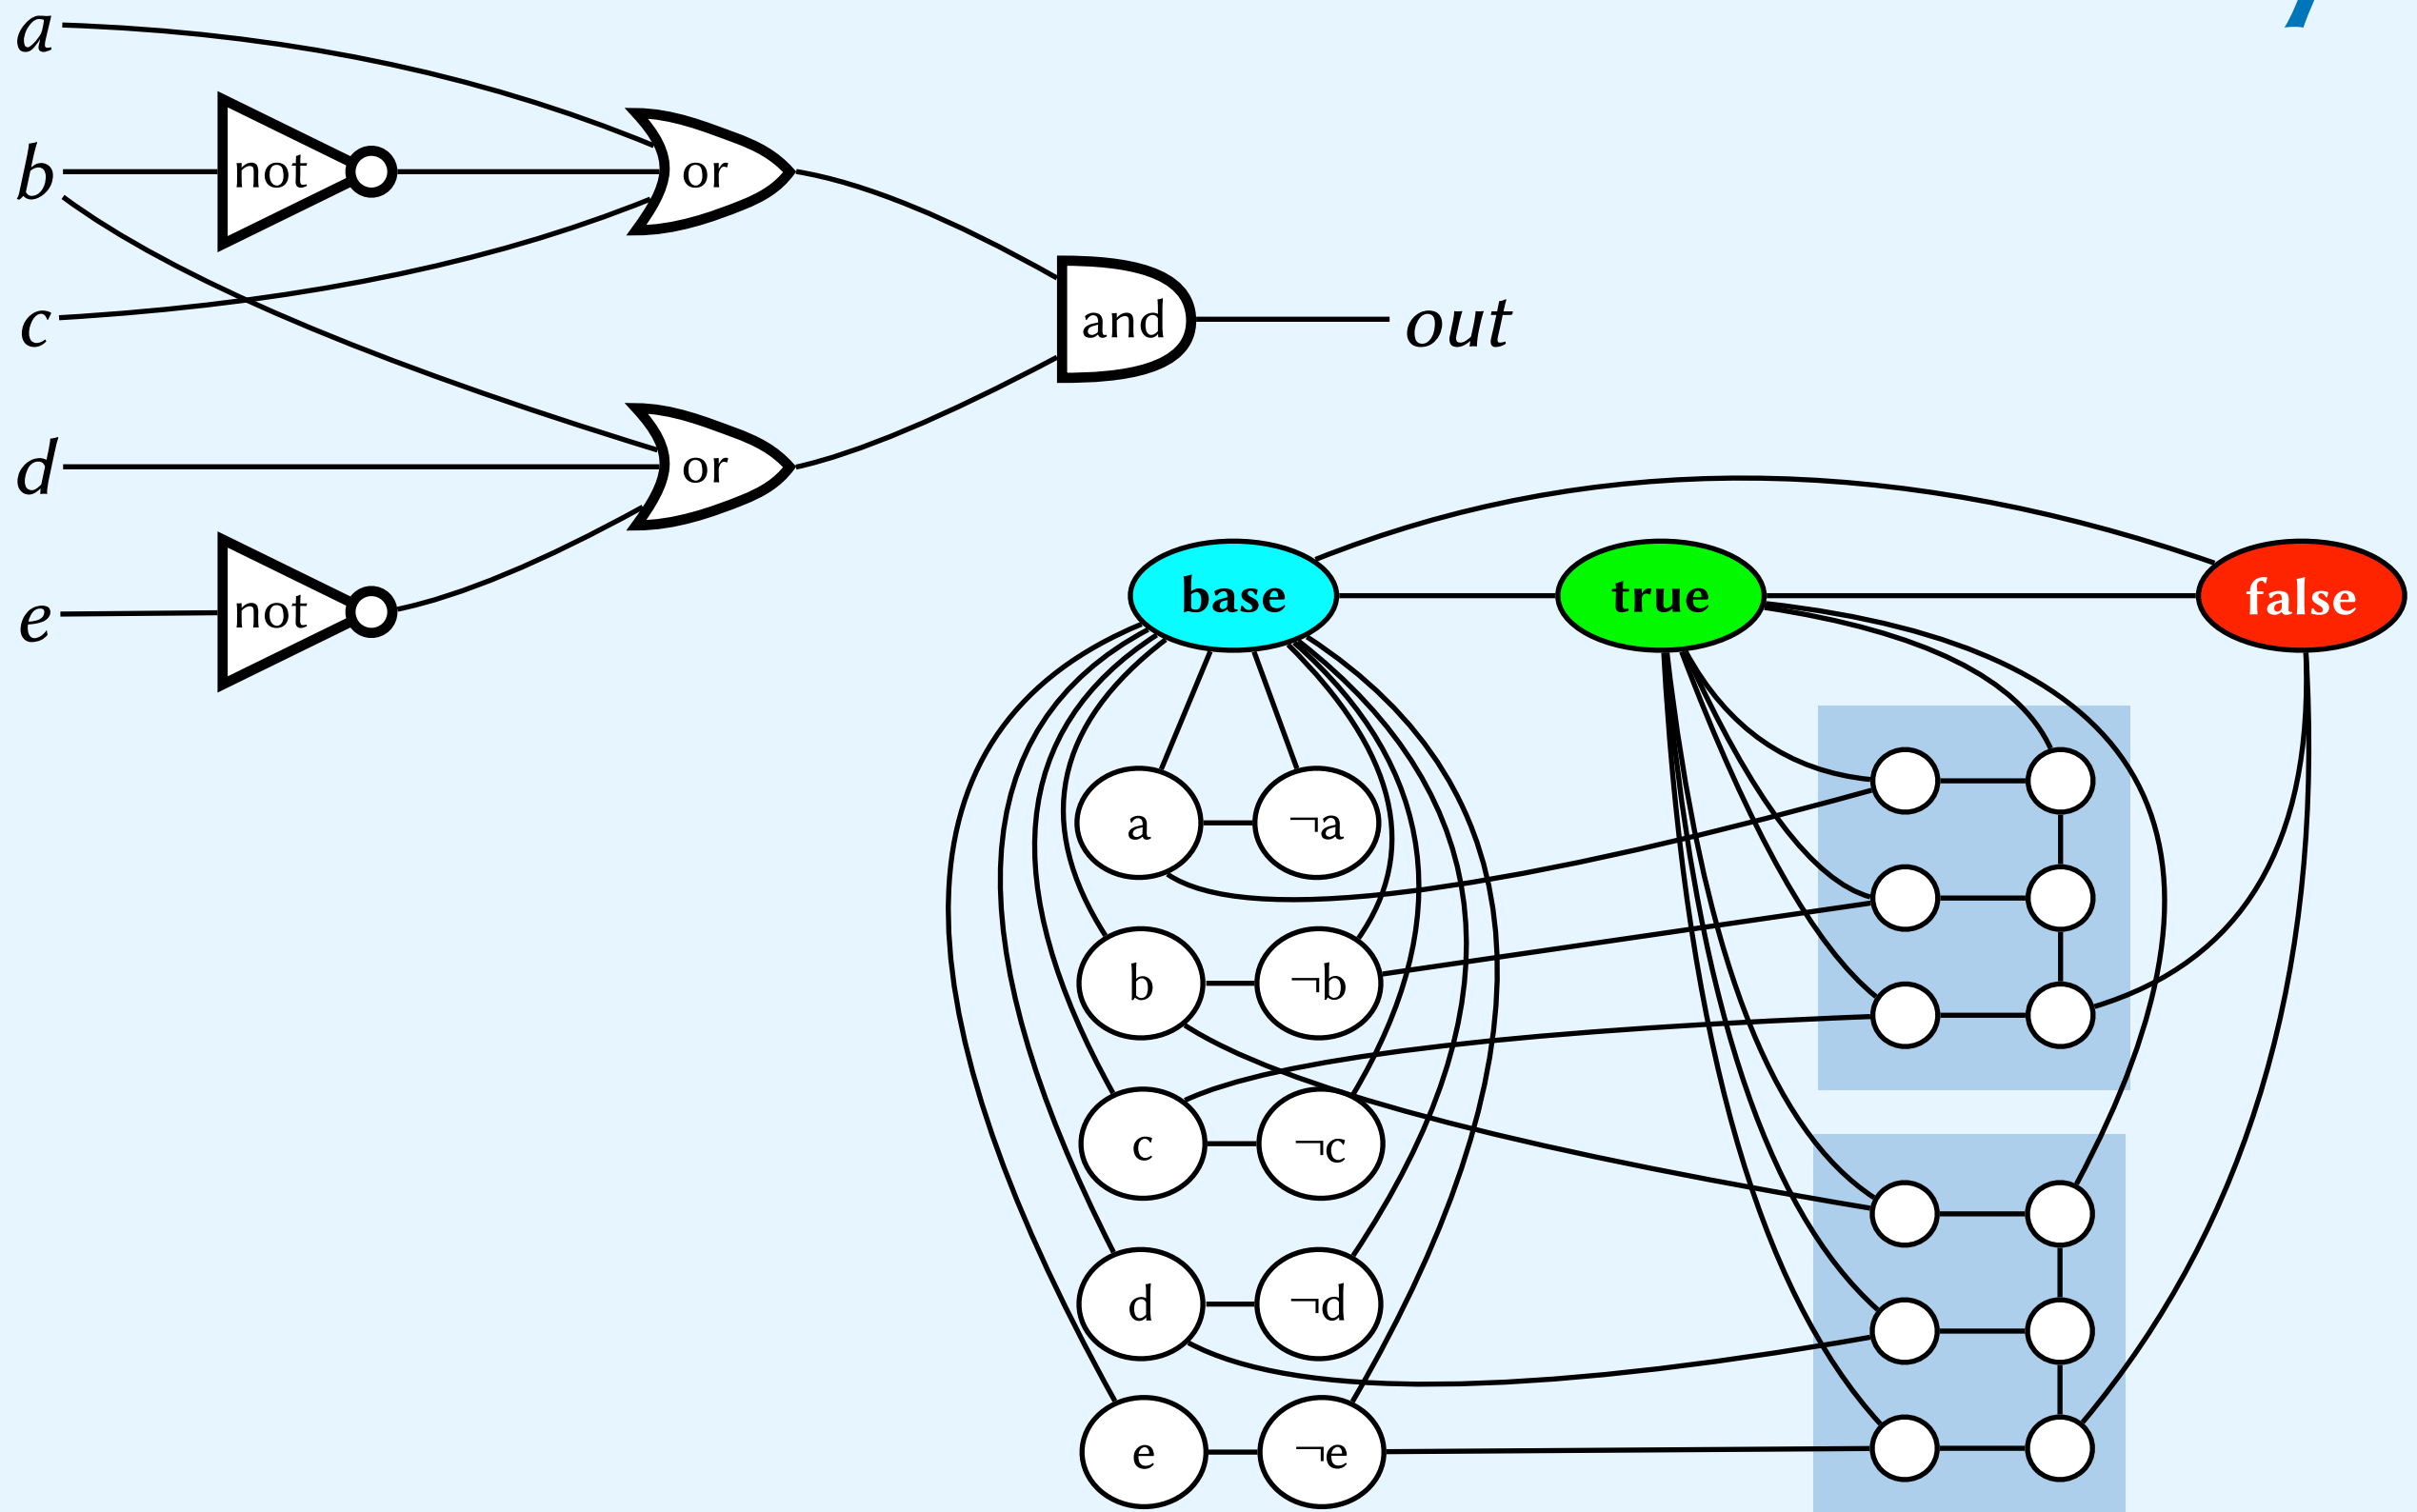 a
not
or
b
c
and
out
d
or
e
not
base
true
false
a
¬a
b
¬b
c
¬c
d
¬d
e
¬e